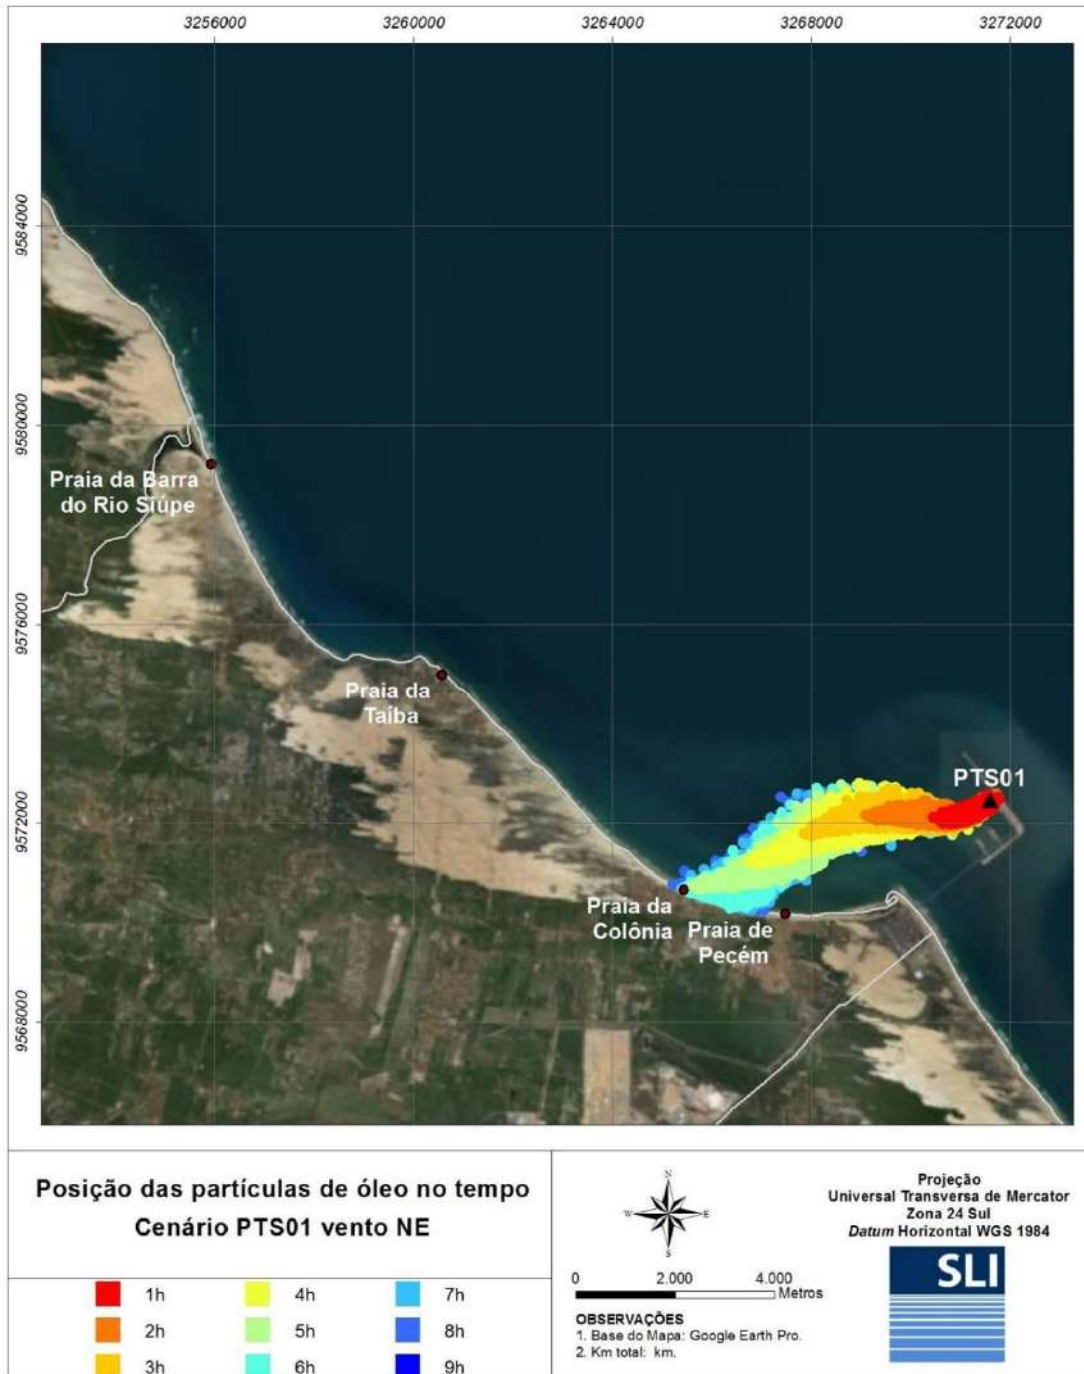 3256000 3260000 3264000 3268000 3272000
9584000
9580000
9576000
9572000
9568000
Praia da Barra
do Rio Siúpe
Praia da
Taíba
PTS01
Praia da
Colônia
Praia de
Pecém
Posição das partículas de óleo no tempo
Cenário PTS01 vento NE
1h 4h 7h
2h 5h 8h
3h 6h 9h
N
W E
S
0 2.000 4.000
Metros
OBSERVAÇÕES
1. Base do Mapa: Google Earth Pro.
2. Km total: km.
Projeção
Universal Transversa de Mercator
Zona 24 Sul
Datum Horizontal WGS 1984
SLI